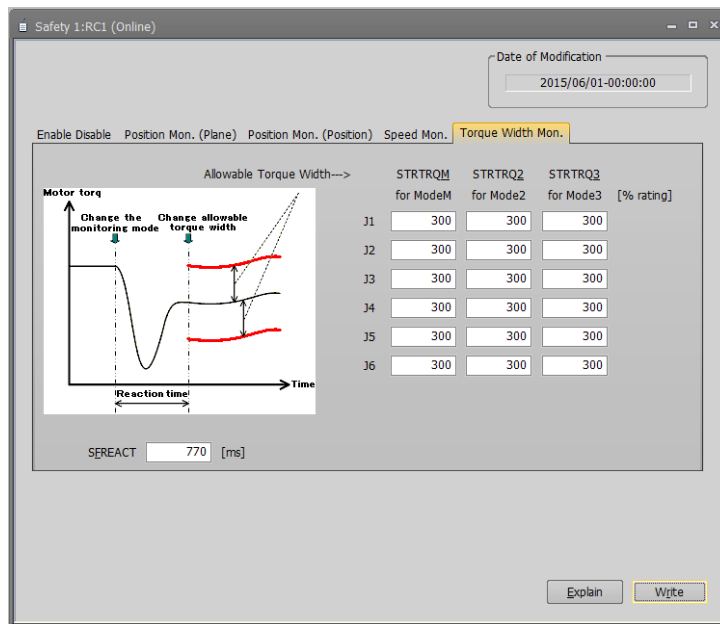 Safety 1:RC1 (Online)
Date of Modification
2015/06/01-00:00:00
Enable Disable Position Mon. (Plane) Position Mon. (Position) Speed Mon. Torque Width Mon.
Allowable Torque Width---> STRTRQM STRTRQ2 STRTRQ3
for ModeM for Mode2 for Mode3 [% rating]
Motor torq
Change the monitoring mode
Change allowable torque width
Reaction time
Time
J1 300 300 300
J2 300 300 300
J3 300 300 300
J4 300 300 300
J5 300 300 300
J6 300 300 300
SFREACT 770 [ms]
Explain Write